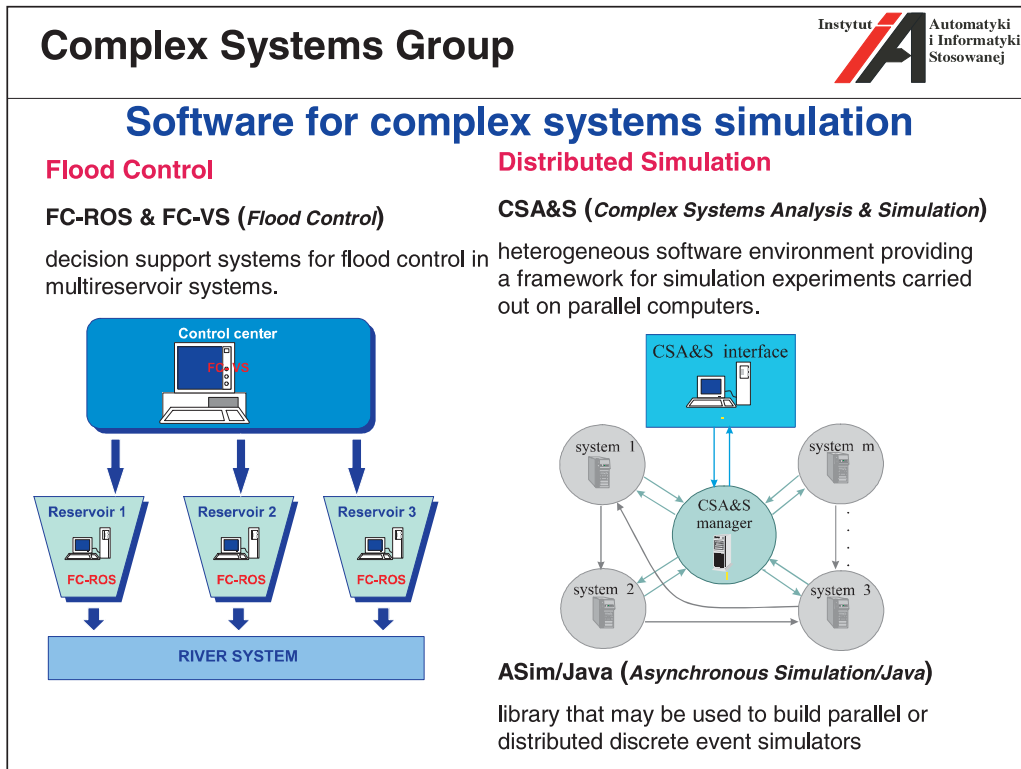 Complex Systems Group
Instytut
Automatyki
i Informatyki
Stosowanej
Software for complex systems simulation
Flood Control
FC-ROS & FC-VS (Flood Control)
decision support systems for flood control in
multireservoir systems.
Control center
FC-VS
Reservoir 1
Reservoir 2
Reservoir 3
FC-ROS
FC-ROS
FC-ROS
RIVER SYSTEM
Distributed Simulation
CSA&S (Complex Systems Analysis & Simulation)
heterogeneous software environment providing
a framework for simulation experiments carried
out on parallel computers.
CSA&S interface
system 1
system m
CSA&S
manager
system 2
system 3
ASim/Java (Asynchronous Simulation/Java)
library that may be used to build parallel or
distributed discrete event simulators